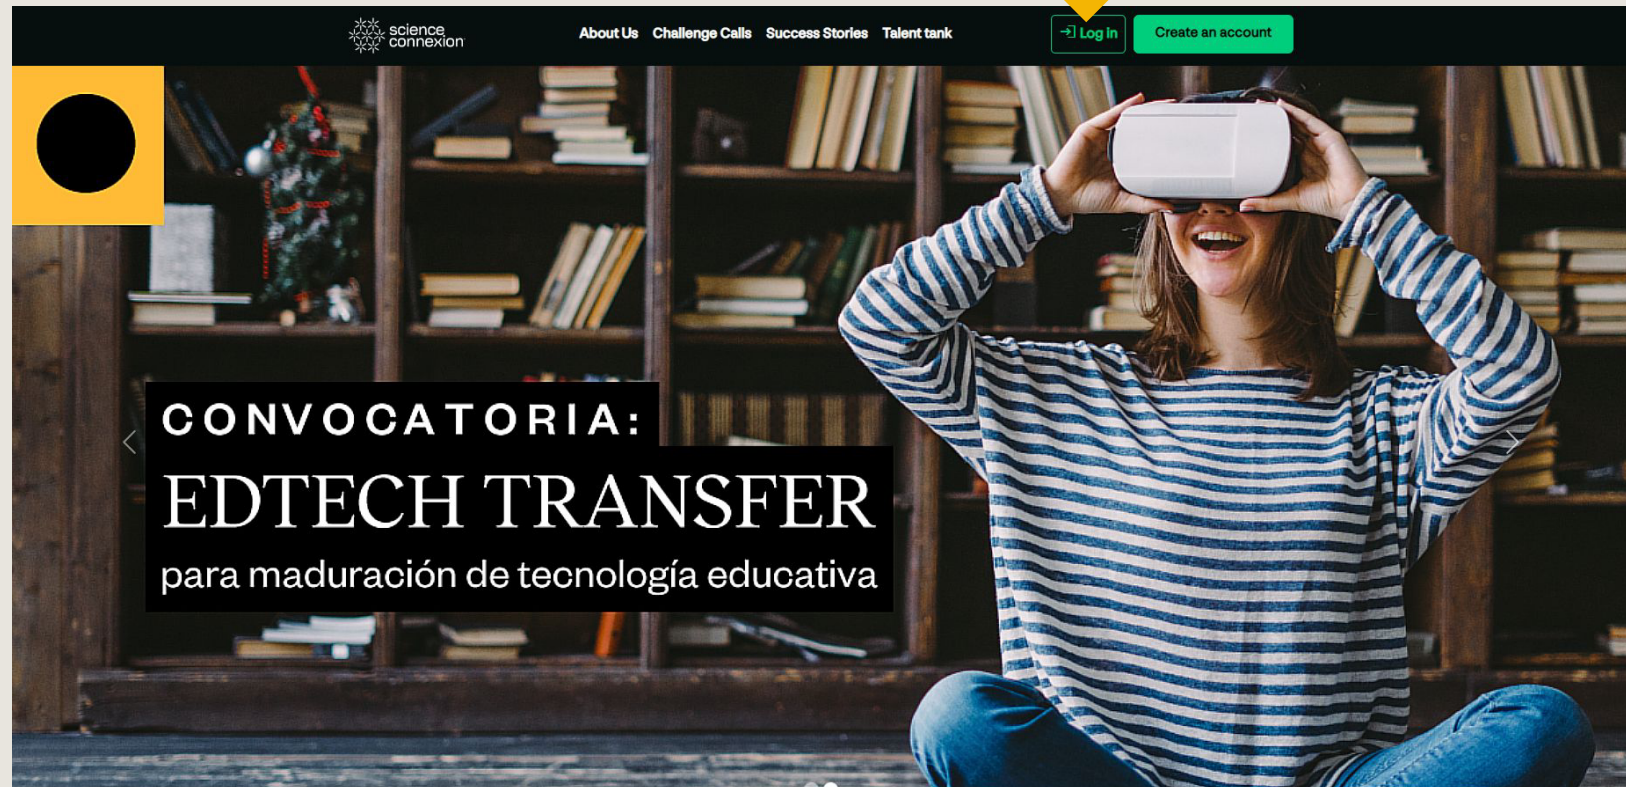 science
connexion
About Us Challenge Calls Success Stories Talent tank
Log in
Create an account
CONVOCATORIA:
EDTECH TRANSFER
para maduración de tecnología educativa